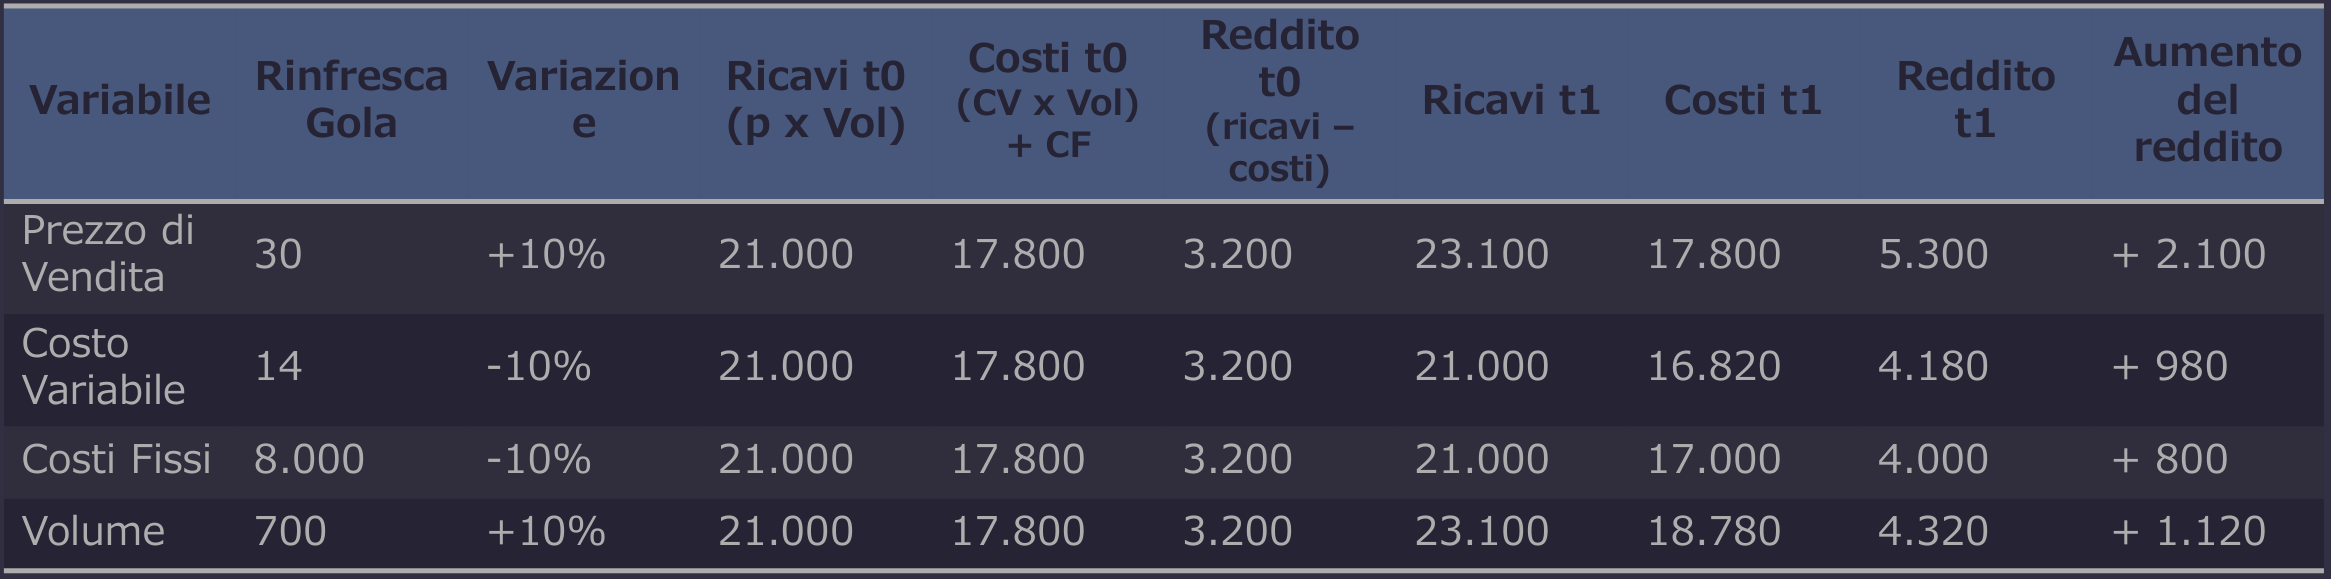 Variabile
Rinfresca
Gola
Variazion
e
Ricavi t0
(p x Vol)
Costi t0
(CV x Vol)
+ CF
Reddito
t0
(ricavi –
costi)
Ricavi t1
Costi t1
Reddito
t1
Aumento
del
reddito
Prezzo di
Vendita
30 +10% 21.000 17.800 3.200 23.100 17.800 5.300 + 2.100
Costo
Variabile
14 -10% 21.000 17.800 3.200 21.000 16.820 4.180 + 980
Costi Fissi 8.000 -10% 21.000 17.800 3.200 21.000 17.000 4.000 + 800
Volume 700 +10% 21.000 17.800 3.200 23.100 18.780 4.320 + 1.120